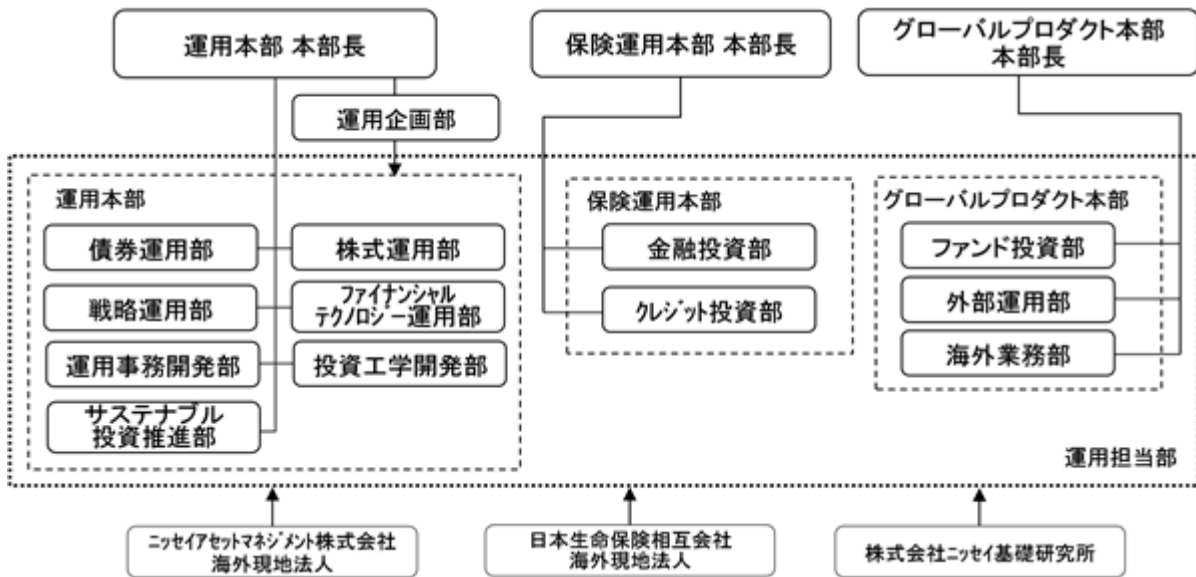 運用本部 本部長
保険運用本部 本部長
グローバルプロダクト本部
本部長
運用企画部
運用本部
債券運用部
株式運用部
戦略運用部
ファイナンシャル
テクノロジー運用部
運用事務開発部
投資工学開発部
サステナブル
投資推進部
保険運用本部
金融投資部
クレジット投資部
グローバルプロダクト本部
ファンド投資部
外部運用部
海外業務部
運用担当部
ニッセイアセットマネジメント株式会社
海外現地法人
日本生命保険相互会社
海外現地法人
株式会社ニッセイ基礎研究所